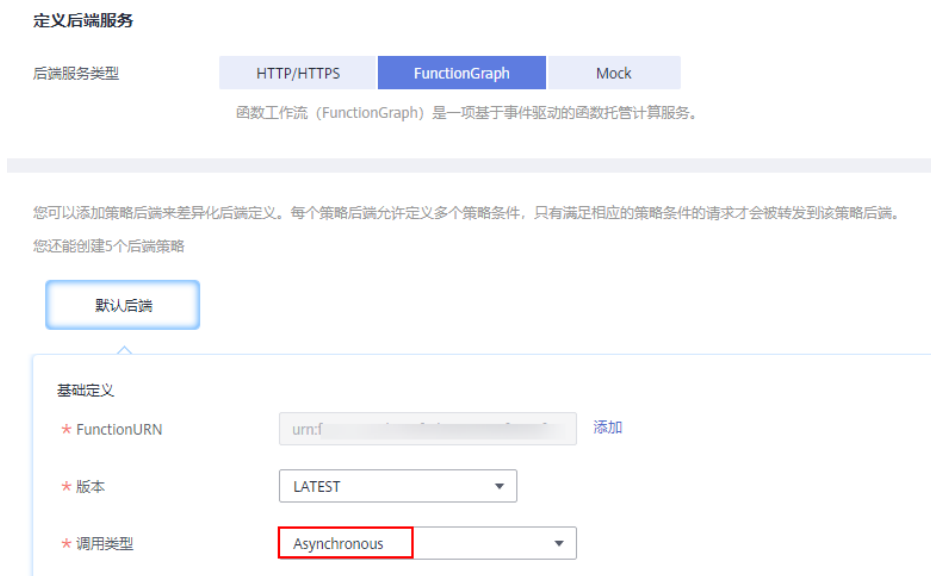 定义后端服务
后端服务类型 HTTP/HTTPS FunctionGraph Mock
函数工作流（FunctionGraph）是一项基于事件驱动的函数托管计算服务。
您可以添加策略后端来差异化后端定义。每个策略后端允许定义多个策略条件，只有满足相应的策略条件的请求才会被转发到该策略后端。
您还能创建5个后端策略
默认后端
基础定义
* FunctionURN urn:f 添加
* 版本 LATEST
* 调用类型 Asynchronous